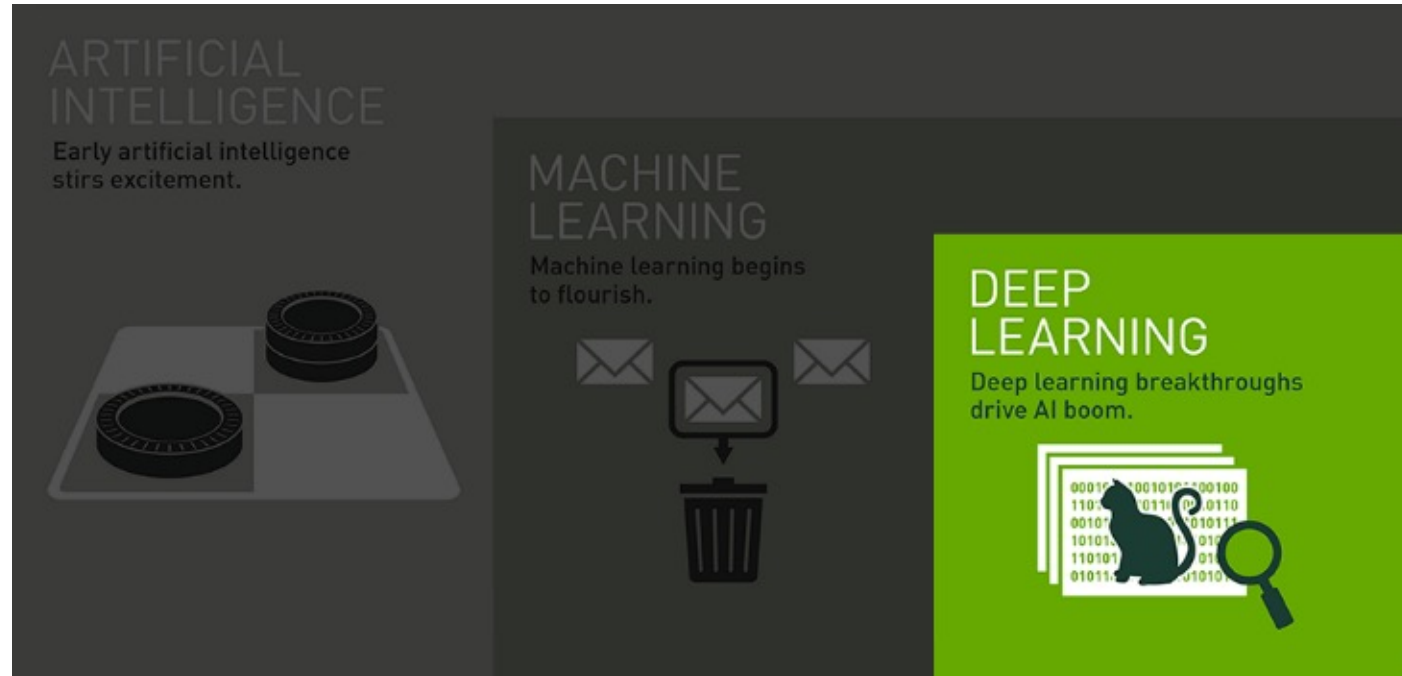 ARTIFICIAL
INTELLIGENCE
Early artificial intelligence
stirs excitement.
MACHINE
LEARNING
Machine learning begins
to flourish.
DEEP
LEARNING
Deep learning breakthroughs
drive AI boom.